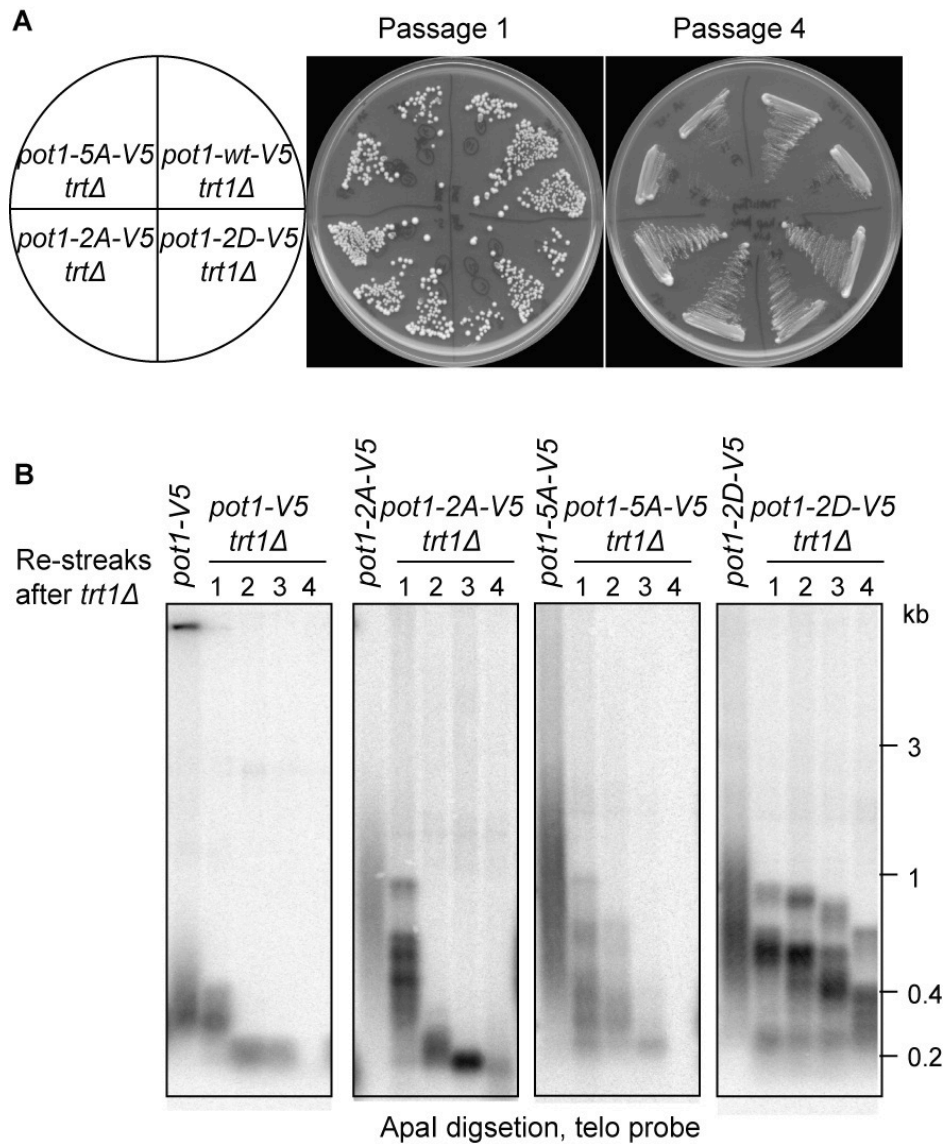 A
Passage 1
Passage 4
pot1-5A-V5
trtΔ
pot1-wt-V5
trt1Δ
pot1-2A-V5
trtΔ
pot1-2D-V5
trt1Δ
B
Re-streaks
after trt1Δ
pot1-V5
pot1-V5
trt1Δ
1 2 3 4
pot1-2A-V5
pot1-2A-V5
trt1Δ
1 2 3 4
pot1-5A-V5
pot1-5A-V5
trt1Δ
1 2 3 4
pot1-2D-V5
pot1-2D-V5
trt1Δ
1 2 3 4
kb
3
1
0.4
0.2
ApaI digsetion, telo probe